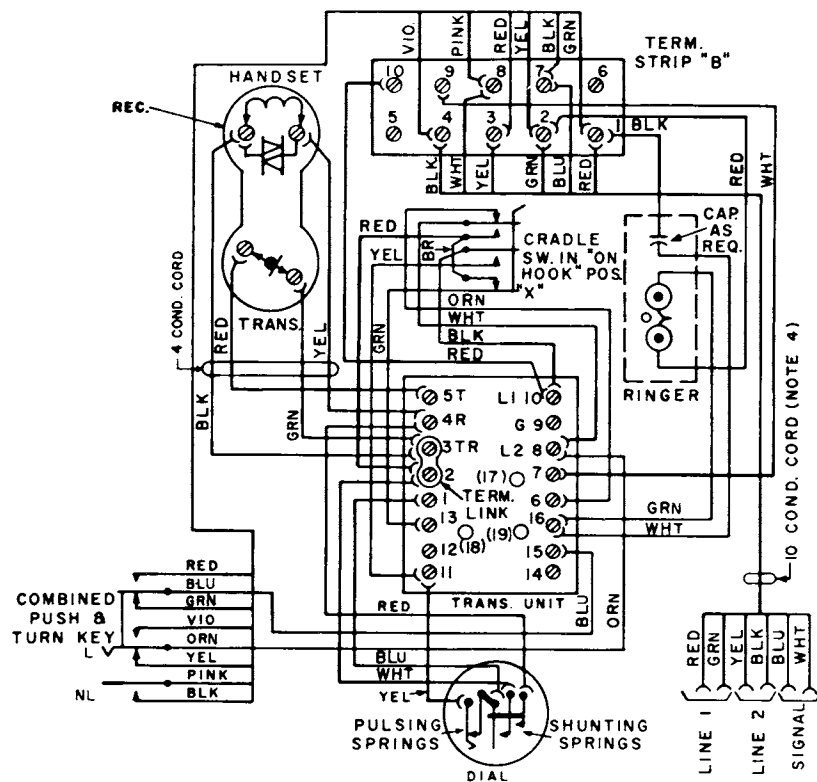 VIO.
PINK
RED
YEL
BLK
GRN
TERM.
STRIP "B"
HANDSET
REC.
10
9
8
7
6
5
4
3
2
1
BLK
BLK
WHT
YEL
GRN
BLU
RED
RED
WHT
RED
YEL
BR
CRADLE
SW. IN "ON
HOOK" POS.
"X"
CAP.
AS
REQ.
TRANS.
ORN
WHT
BLK
RED
4 COND. CORD
RED
YEL
BLK
GRN
GRN
RINGER
5T
4R
3TR
2
1
13
12
11
TERM.
LINK
(17)
(18)
(19)
L1 10
G 9
L2 8
7
6
16
15
14
TRANS. UNIT
GRN
WHT
10 COND. CORD (NOTE 4)
BLU
ORN
RED
BLU
GRN
VIO
ORN
YEL
PINK
BLK
COMBINED
PUSH &
TURN KEY
L
NL
RED
BLU
WHT
YEL
PULSING
SPRINGS
SHUNTING
SPRINGS
DIAL
RED
GRN
YEL
BLK
BLU
WHT
LINE 1
LINE 2
SIGNAL